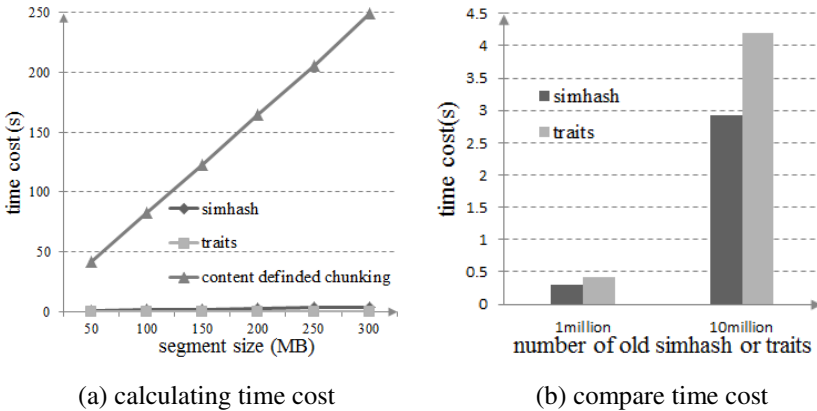 250
200
150
100
50
0
time cost(s)
simhash
traits
content definded chunking
50 100 150 200 250 300
segment size (MB)
(a) calculating time cost
4.5
4
3.5
3
2.5
2
1.5
1
0.5
0
time cost(s)
simhash
traits
1million 10million
number of old simhash or traits
(b) compare time cost